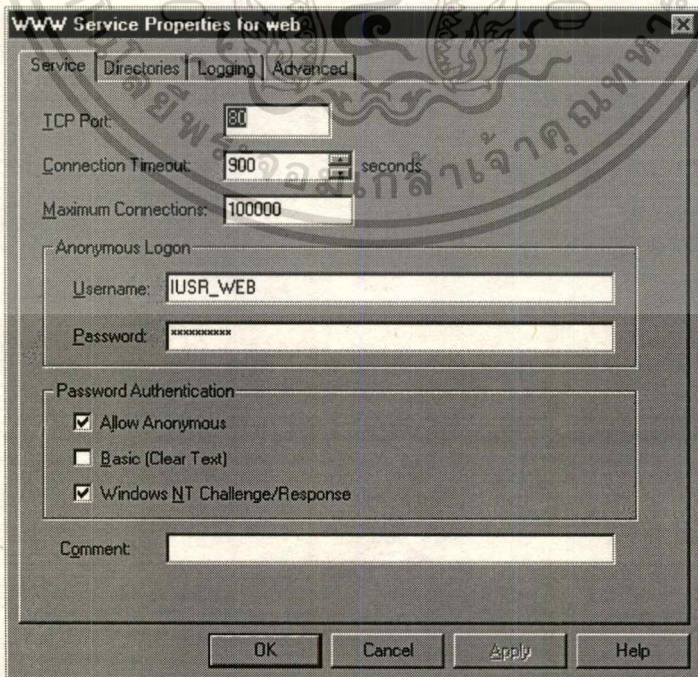 WWW Service Properties for web
Service Directories Logging Advanced
TCP Port: 80
Connection Timeout: 900 seconds
Maximum Connections: 100000
Anonymous Logon
Username: IUSR_WEB
Password: **********
Password Authentication
Allow Anonymous
Basic (Clear Text)
Windows NT Challenge/Response
Comment:
OK Cancel Apply Help